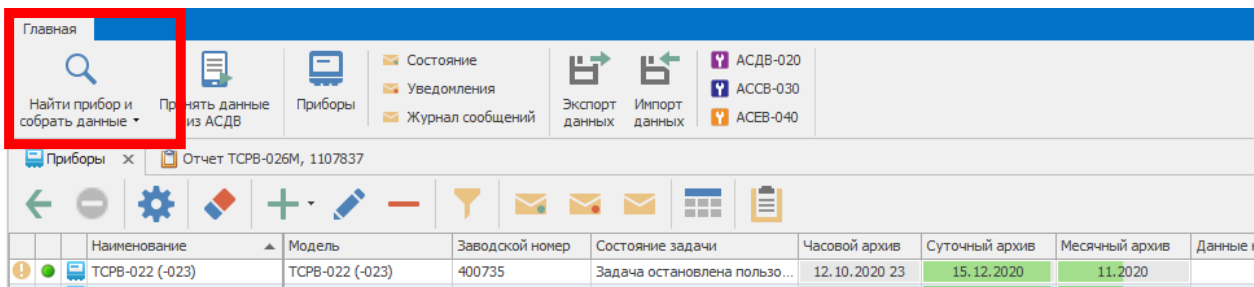 Главная
Найти прибор и
собрать данные
Принять данные
из АСДВ
Приборы
Состояние
Уведомления
Журнал сообщений
Экспорт
данных
Импорт
данных
АСДВ-020
АССВ-030
АСЕВ-040
Приборы
Отчет ТСРВ-026М, 1107837
Наименование Модель Заводской номер Состояние задачи Часовой архив Суточный архив Месячный архив Данные
ТСРВ-022 (-023) ТСРВ-022 (-023) 400735 Задача остановлена пользо... 12.10.2020 23 15.12.2020 11.2020